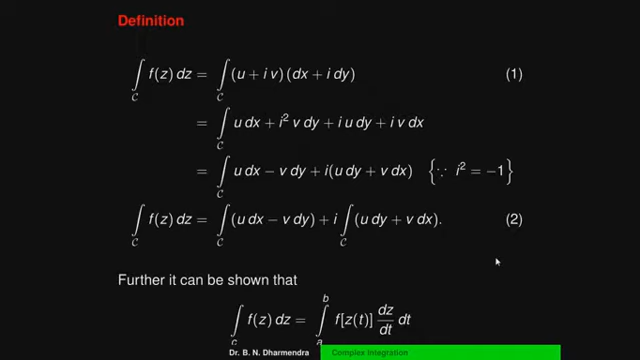 Definition
∫_C f(z) dz = ∫_C (u + i v) (dx + i dy) (1)
= ∫_C u dx + i² v dy + i u dy + i v dx
= ∫_C u dx − v dy + i(u dy + v dx) {∵ i² = −1}
∫_C f(z) dz = ∫_C (u dx − v dy) + i ∫_C (u dy + v dx). (2)
Further it can be shown that
∫_c f(z) dz = ∫_a^b f[z(t)] dz/dt dt
Dr. B. N. Dharmendra Complex Integration